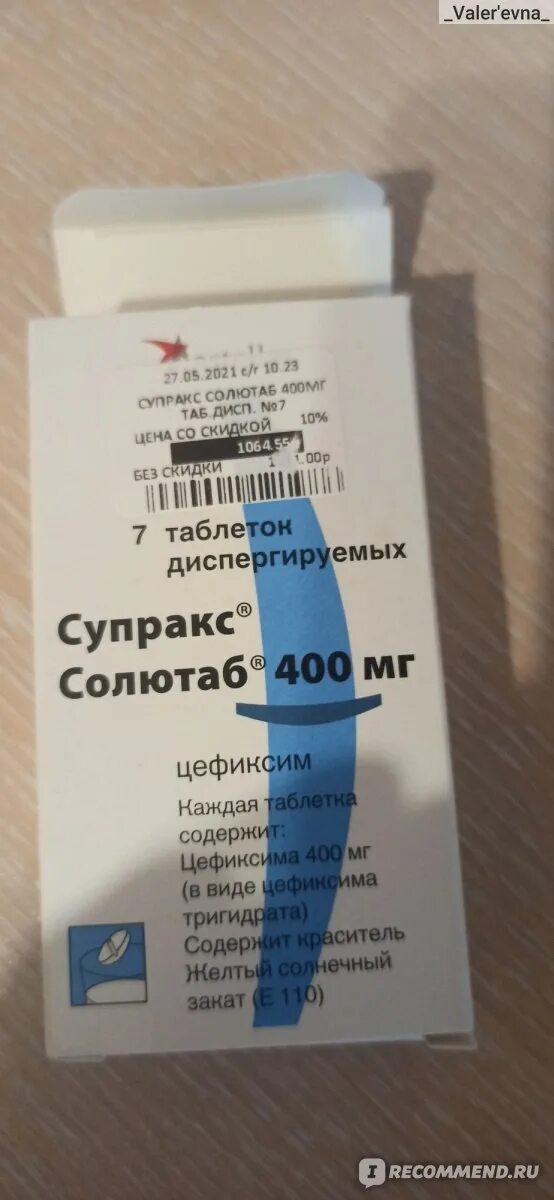 _Valer'evna_
27.05.2021 с/г 10.23
СУПРАКС СОЛЮТАБ 400МГ
ТАБ.ДИСП. №7
ЦЕНА СО СКИДКОЙ 10%
1064.55
БЕЗ СКИДКИ
7 таблеток
диспергируемых
Супракс®
Солютаб® 400 мг
цефиксим
Каждая таблетка
содержит:
Цефиксима 400 мг
(в виде цефиксима
тригидрата)
Содержит краситель
Желтый солнечный
закат (Е 110)
I RECOMMEND.RU